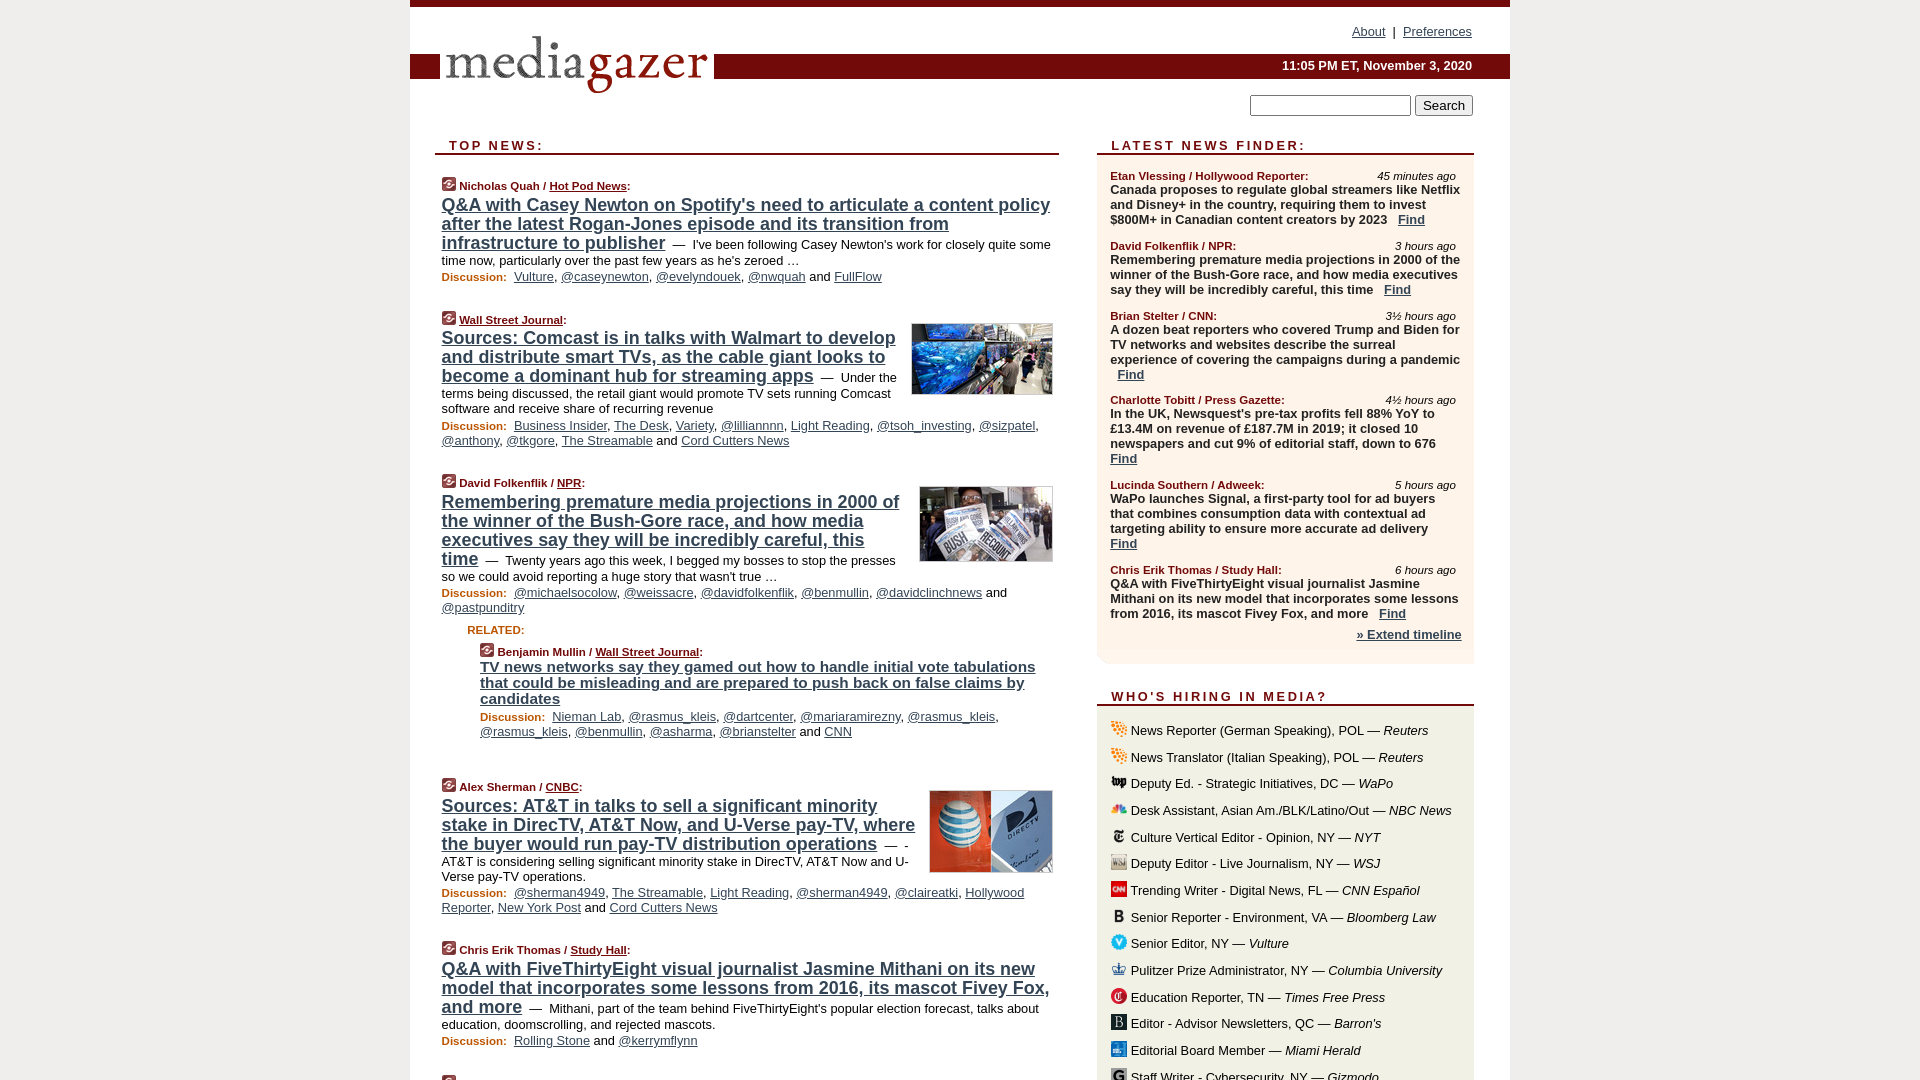 About | Preferences
mediagazer
11:05 PM ET, November 3, 2020
Search
TOP NEWS:
Nicholas Quah / Hot Pod News:
Q&A with Casey Newton on Spotify's need to articulate a content policy
after the latest Rogan-Jones episode and its transition from
infrastructure to publisher — I've been following Casey Newton's work for closely quite some
time now, particularly over the past few years as he's zeroed …
Discussion: Vulture, @caseynewton, @evelyndouek, @nwquah and FullFlow
Wall Street Journal:
Sources: Comcast is in talks with Walmart to develop
and distribute smart TVs, as the cable giant looks to
become a dominant hub for streaming apps — Under the
terms being discussed, the retail giant would promote TV sets running Comcast
software and receive share of recurring revenue
Discussion: Business Insider, The Desk, Variety, @lilliannnn, Light Reading, @tsoh_investing, @sizpatel,
@anthony, @tkgore, The Streamable and Cord Cutters News
David Folkenflik / NPR:
Remembering premature media projections in 2000 of
the winner of the Bush-Gore race, and how media
executives say they will be incredibly careful, this
time — Twenty years ago this week, I begged my bosses to stop the presses
so we could avoid reporting a huge story that wasn't true …
BUSH
RECOUNT
Discussion: @michaelsocolow, @weissacre, @davidfolkenflik, @benmullin, @davidclinchnews and
@pastpunditry
RELATED:
Benjamin Mullin / Wall Street Journal:
TV news networks say they gamed out how to handle initial vote tabulations
that could be misleading and are prepared to push back on false claims by
candidates
Discussion: Nieman Lab, @rasmus_kleis, @dartcenter, @mariaramirezny, @rasmus_kleis,
@rasmus_kleis, @benmullin, @asharma, @brianstelter and CNN
Alex Sherman / CNBC:
Sources: AT&T in talks to sell a significant minority
stake in DirecTV, AT&T Now, and U-Verse pay-TV, where
the buyer would run pay-TV distribution operations — -
AT&T is considering selling significant minority stake in DirecTV, AT&T Now and U-
Verse pay-TV operations.
DIRECTV
Discussion: @sherman4949, The Streamable, Light Reading, @sherman4949, @claireatki, Hollywood
Reporter, New York Post and Cord Cutters News
Chris Erik Thomas / Study Hall:
Q&A with FiveThirtyEight visual journalist Jasmine Mithani on its new
model that incorporates some lessons from 2016, its mascot Fivey Fox,
and more — Mithani, part of the team behind FiveThirtyEight's popular election forecast, talks about
education, doomscrolling, and rejected mascots.
Discussion: Rolling Stone and @kerrymflynn
LATEST NEWS FINDER:
Etan Vlessing / Hollywood Reporter: 45 minutes ago
Canada proposes to regulate global streamers like Netflix
and Disney+ in the country, requiring them to invest
$800M+ in Canadian content creators by 2023 Find
David Folkenflik / NPR: 3 hours ago
Remembering premature media projections in 2000 of the
winner of the Bush-Gore race, and how media executives
say they will be incredibly careful, this time Find
Brian Stelter / CNN: 3½ hours ago
A dozen beat reporters who covered Trump and Biden for
TV networks and websites describe the surreal
experience of covering the campaigns during a pandemic
Find
Charlotte Tobitt / Press Gazette: 4½ hours ago
In the UK, Newsquest's pre-tax profits fell 88% YoY to
£13.4M on revenue of £187.7M in 2019; it closed 10
newspapers and cut 9% of editorial staff, down to 676
Find
Lucinda Southern / Adweek: 5 hours ago
WaPo launches Signal, a first-party tool for ad buyers
that combines consumption data with contextual ad
targeting ability to ensure more accurate ad delivery
Find
Chris Erik Thomas / Study Hall: 6 hours ago
Q&A with FiveThirtyEight visual journalist Jasmine
Mithani on its new model that incorporates some lessons
from 2016, its mascot Fivey Fox, and more Find
» Extend timeline
WHO'S HIRING IN MEDIA?
News Reporter (German Speaking), POL — Reuters
News Translator (Italian Speaking), POL — Reuters
wp Deputy Ed. - Strategic Initiatives, DC — WaPo
Desk Assistant, Asian Am./BLK/Latino/Out — NBC News
Culture Vertical Editor - Opinion, NY — NYT
WSJ Deputy Editor - Live Journalism, NY — WSJ
CNN Trending Writer - Digital News, FL — CNN Español
B Senior Reporter - Environment, VA — Bloomberg Law
Senior Editor, NY — Vulture
Pulitzer Prize Administrator, NY — Columbia University
Education Reporter, TN — Times Free Press
B Editor - Advisor Newsletters, QC — Barron's
Editorial Board Member — Miami Herald
G Staff Writer - Cybersecurity, NY — Gizmodo